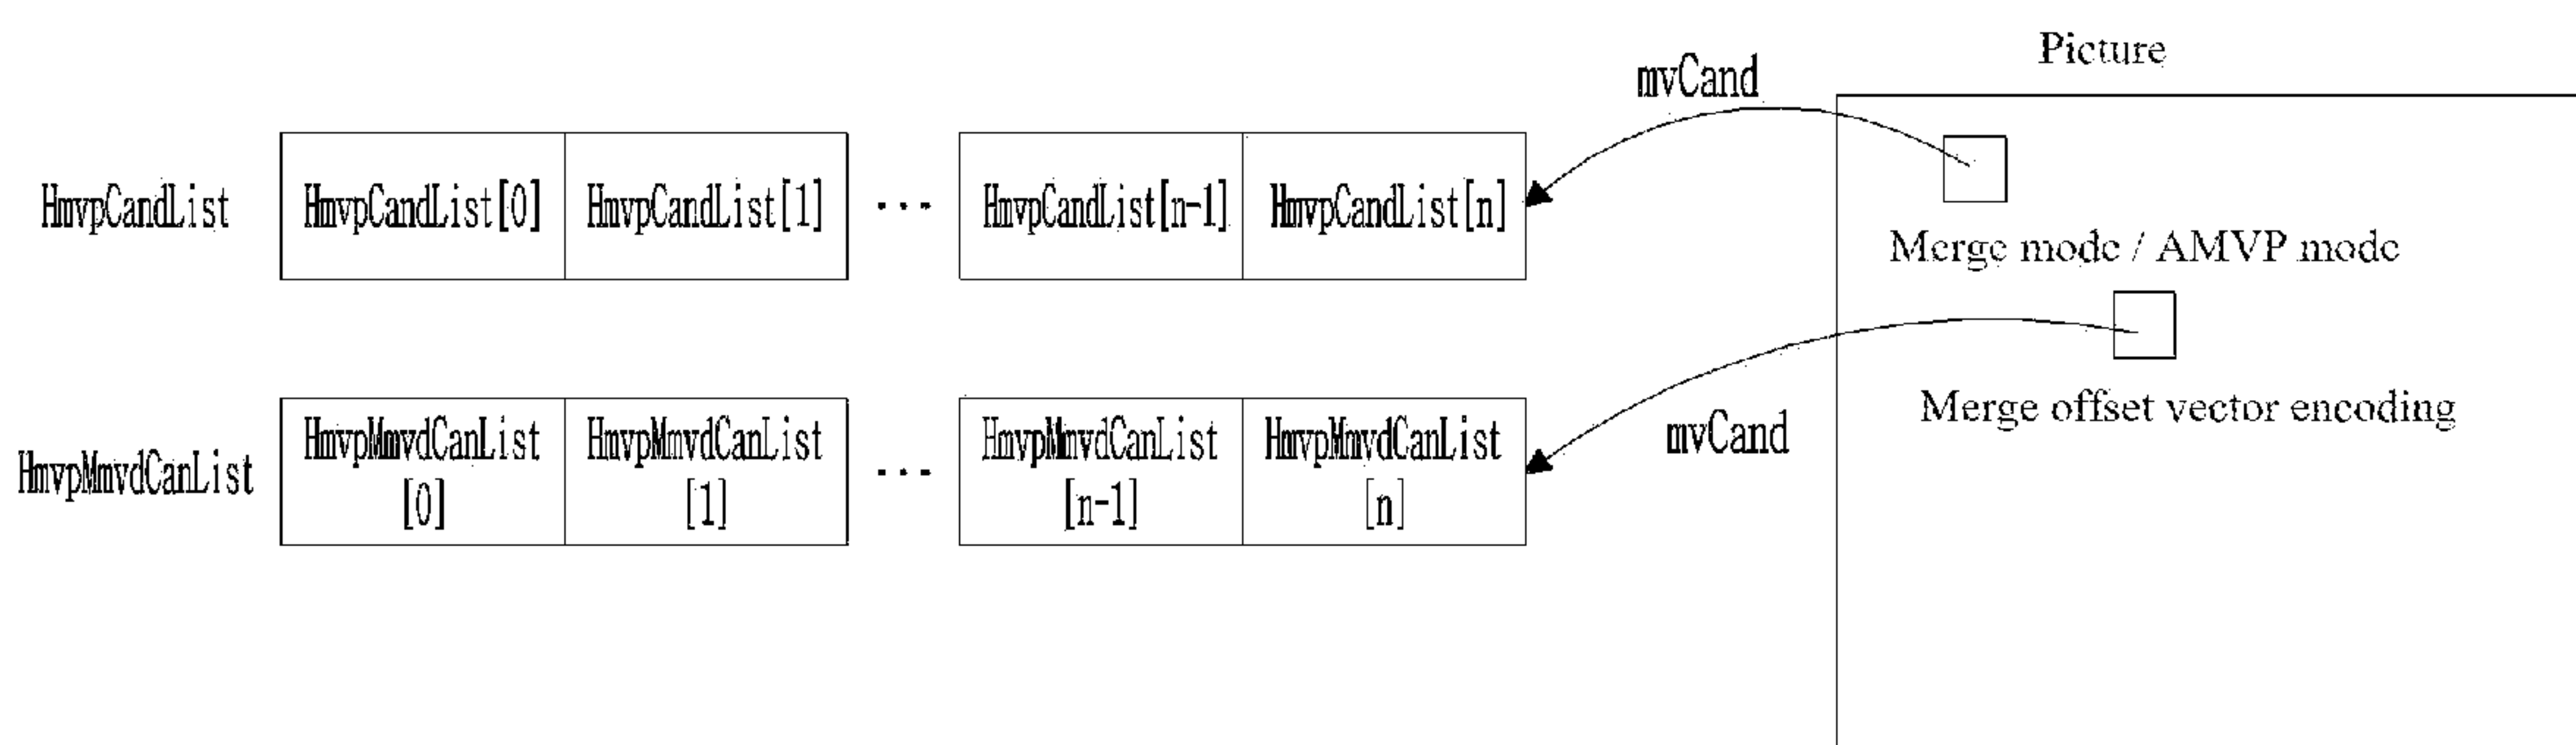 Picture
mvCand
HmvpCandList HmvpCandList[0] HmvpCandList[1] ... HmvpCandList[n-1] HmvpCandList[n]
Merge mode / AMVP mode
HmvpMmvdCanList HmvpMmvdCanList HmvpMmvdCanList ... HmvpMmvdCanList HmvpMmvdCanList
[0] [1] [n-1] [n]
mvCand
Merge offset vector encoding